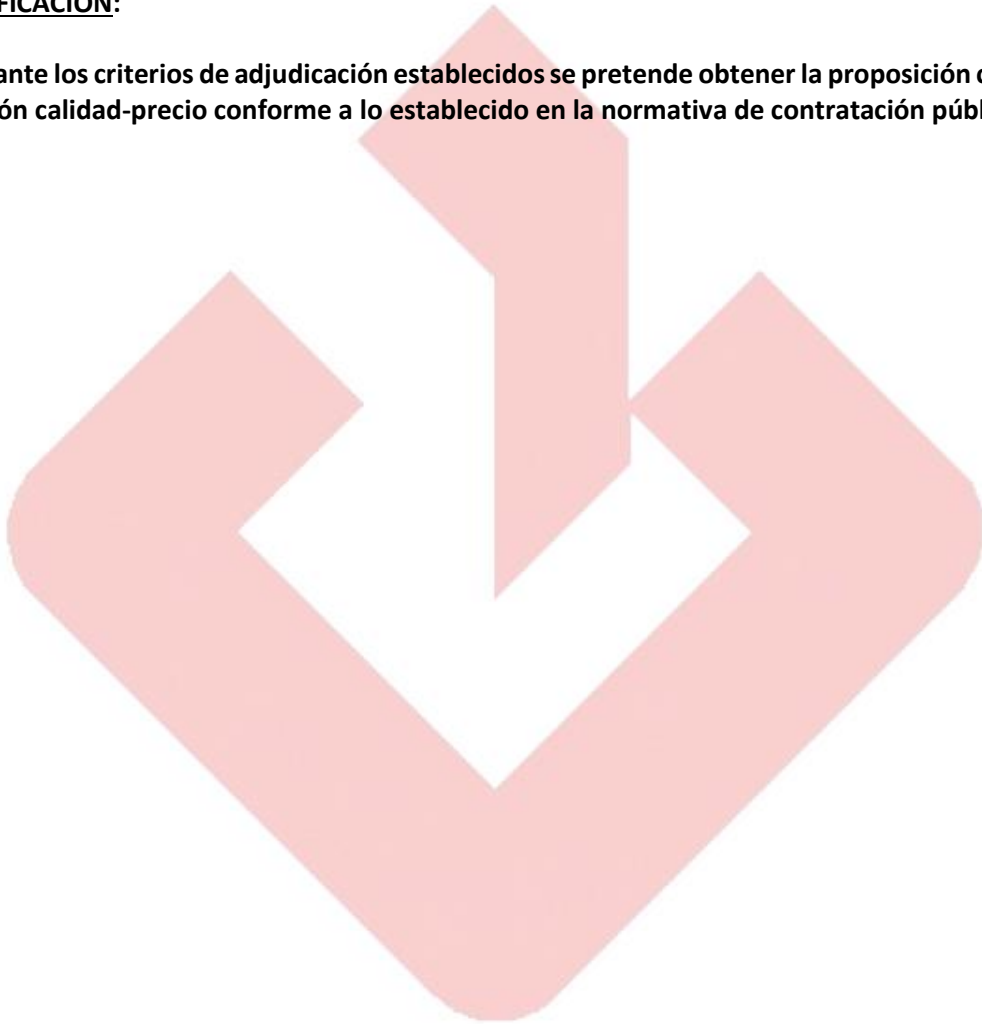 FICACIÓN:
ante los criterios de adjudicación establecidos se pretende obtener la proposición c
ón calidad-precio conforme a lo establecido en la normativa de contratación públ